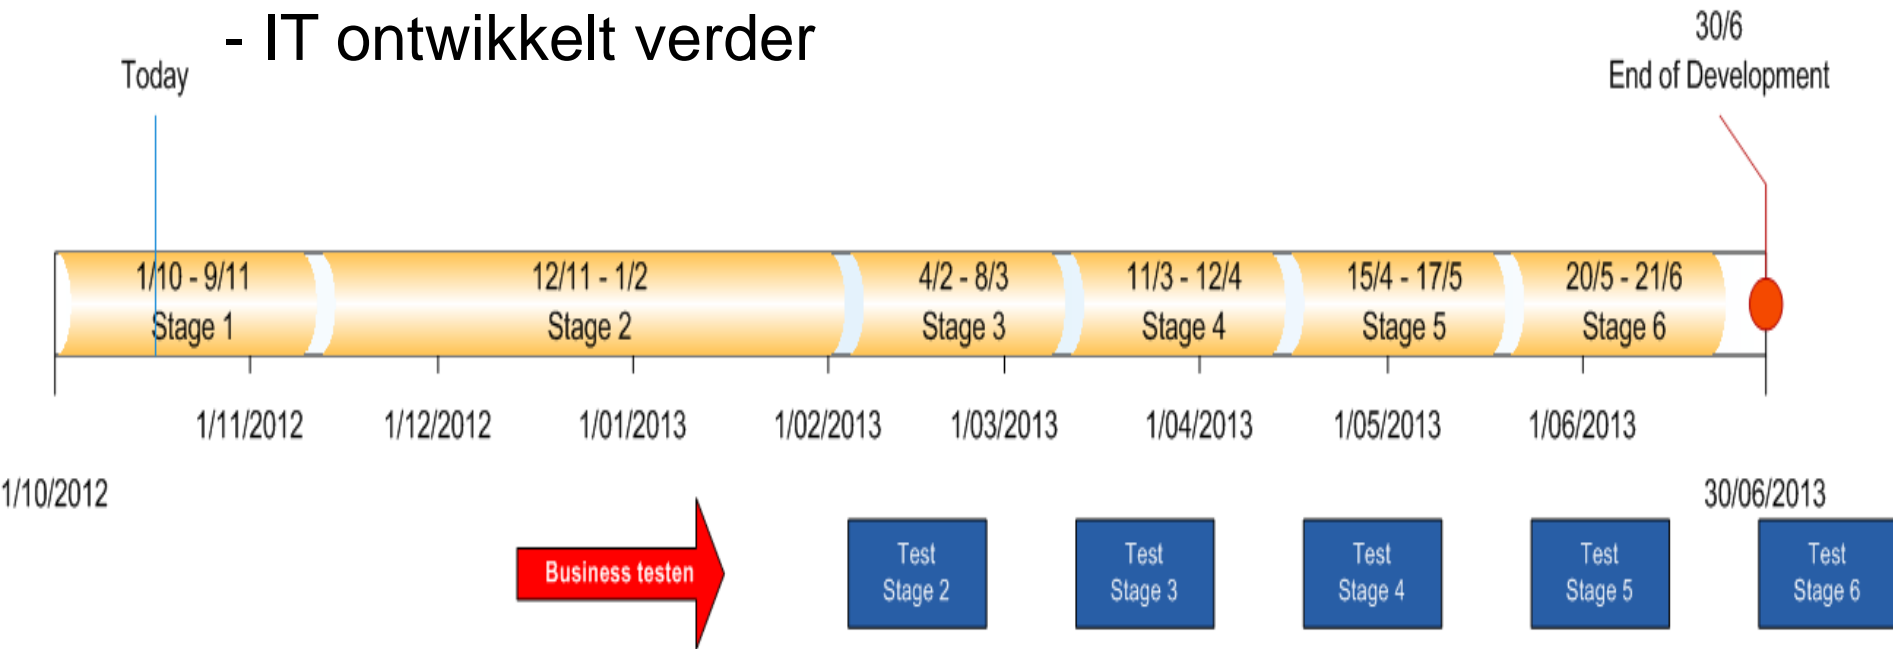 - IT ontwikkelt verder
30/6
Today
End of Development
1/10 - 9/11
Stage 1
12/11 - 1/2
Stage 2
4/2 - 8/3
Stage 3
11/3 - 12/4
Stage 4
15/4 - 17/5
Stage 5
20/5 - 21/6
Stage 6
1/11/2012
1/12/2012
1/01/2013
1/02/2013
1/03/2013
1/04/2013
1/05/2013
1/06/2013
1/10/2012
30/06/2013
Business testen
Test
Stage 2
Test
Stage 3
Test
Stage 4
Test
Stage 5
Test
Stage 6